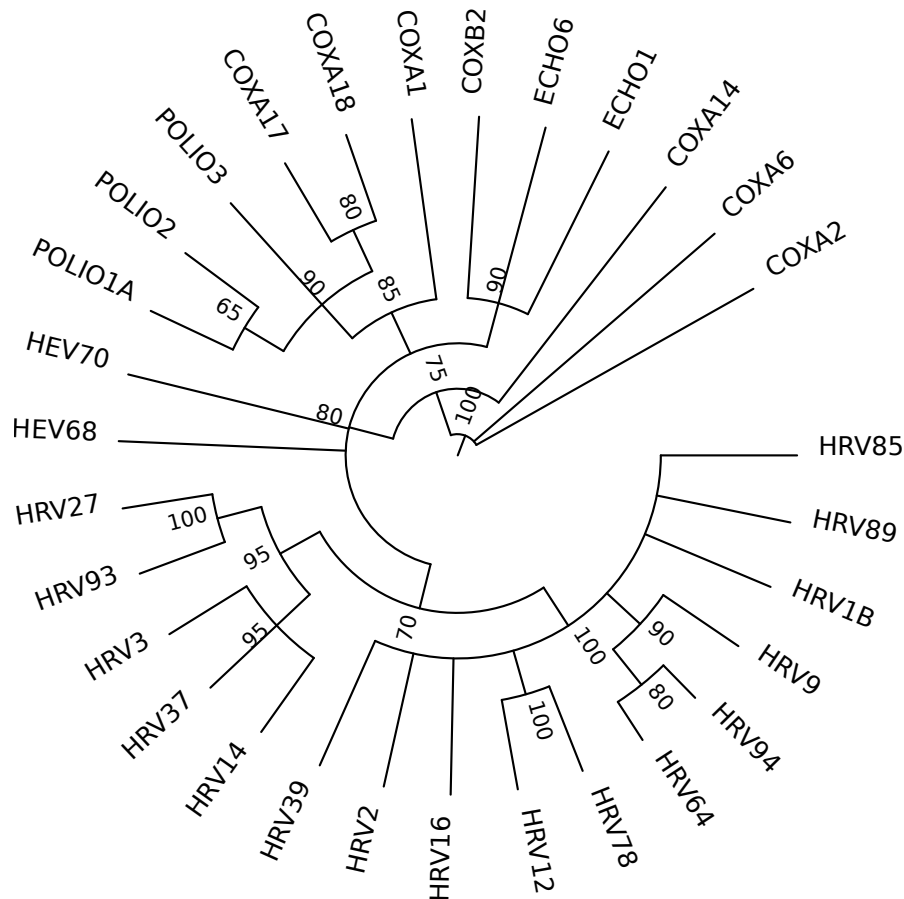 COXA18
COXA1
COXB2
ECHO6
ECHO1
COXA14
COXA6
COXA2
COXA17
POLIO3
POLIO2
POLIO1A
HEV70
HEV68
80
90
85
65
90
75
100
80
HRV85
HRV89
HRV1B
HRV9
HRV94
HRV64
HRV78
HRV12
HRV16
HRV2
HRV39
HRV14
HRV37
HRV3
HRV93
HRV27
100
95
95
70
100
90
80
100